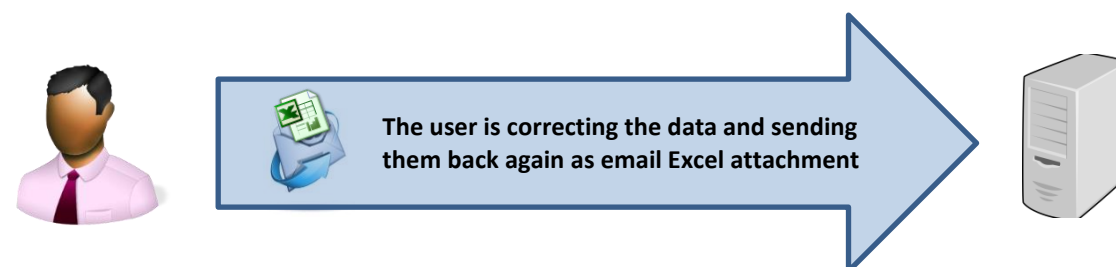 The user is correcting the data and sending
them back again as email Excel attachment